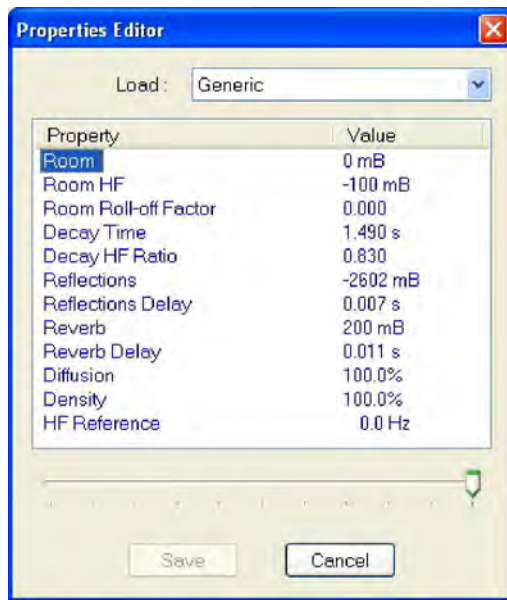 Properties Editor
Load : Generic
Property Value
Room 0 mB
Room HF -100 mB
Room Roll-off Factor 0.000
Decay Time 1.490 s
Decay HF Ratio 0.830
Reflections -2602 mB
Reflections Delay 0.007 s
Reverb 200 mB
Reverb Delay 0.011 s
Diffusion 100.0%
Density 100.0%
HF Reference 0.0 Hz
Save Cancel